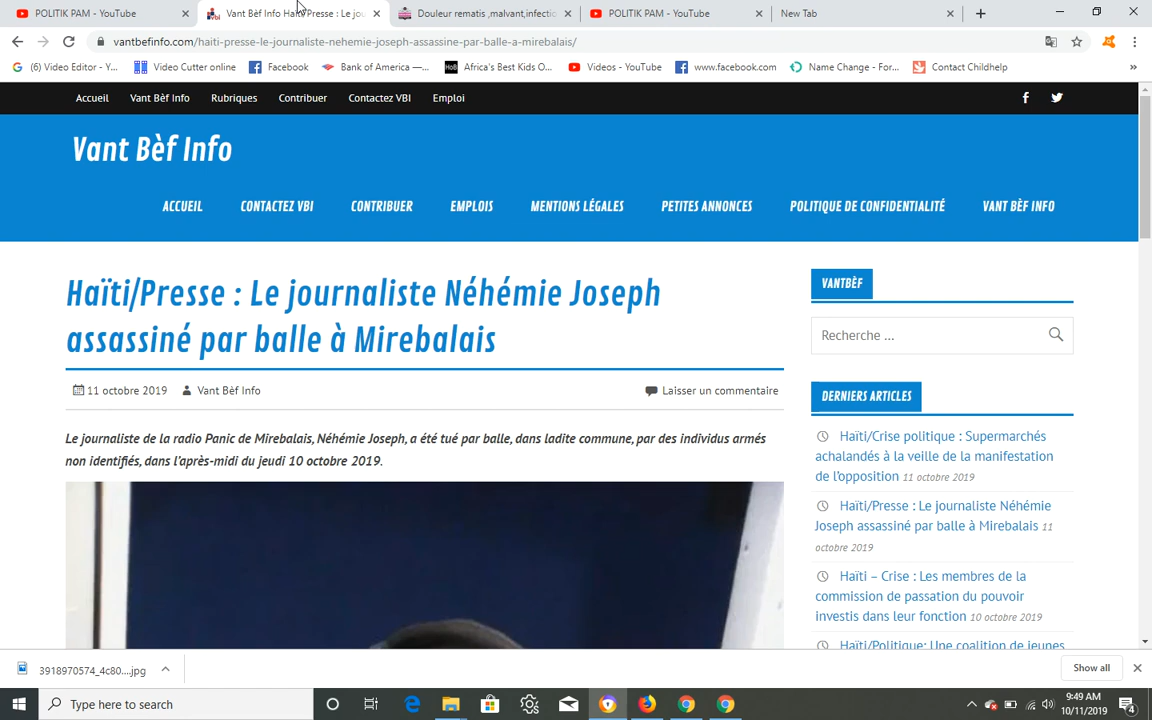 POLITIK PAM - YouTube
Vant Bèf Info Haïti/Presse : Le jou
Douleur rematis ,malvant,infectio
POLITIK PAM - YouTube
New Tab
vantbefinfo.com/haiti-presse-le-journaliste-nehemie-joseph-assassine-par-balle-a-mirebalais/
(6) Video Editor - Y...
Video Cutter online
Facebook
Bank of America —...
Africa's Best Kids O...
Videos - YouTube
www.facebook.com
Name Change - For...
Contact Childhelp
»
Accueil
Vant Bèf Info
Rubriques
Contribuer
Contactez VBI
Emploi
Vant Bèf Info
ACCUEIL
CONTACTEZ VBI
CONTRIBUER
EMPLOIS
MENTIONS LÉGALES
PETITES ANNONCES
POLITIQUE DE CONFIDENTIALITÉ
VANT BÈF INFO
Haïti/Presse : Le journaliste Néhémie Joseph
assassiné par balle à Mirebalais
11 octobre 2019
Vant Bèf Info
Laisser un commentaire
Le journaliste de la radio Panic de Mirebalais, Néhémie Joseph, a été tué par balle, dans ladite commune, par des individus armés
non identifiés, dans l'après-midi du jeudi 10 octobre 2019.
VANTBÈF
Recherche ...
DERNIERS ARTICLES
Haïti/Crise politique : Supermarchés
achalandés à la veille de la manifestation
de l'opposition 11 octobre 2019
Haïti/Presse : Le journaliste Néhémie
Joseph assassiné par balle à Mirebalais 11
octobre 2019
Haïti – Crise : Les membres de la
commission de passation du pouvoir
investis dans leur fonction 10 octobre 2019
Haïti/Politique: Une coalition de jeunes
3918970574_4c80....jpg
Show all
Type here to search
9:49 AM
10/11/2019
4